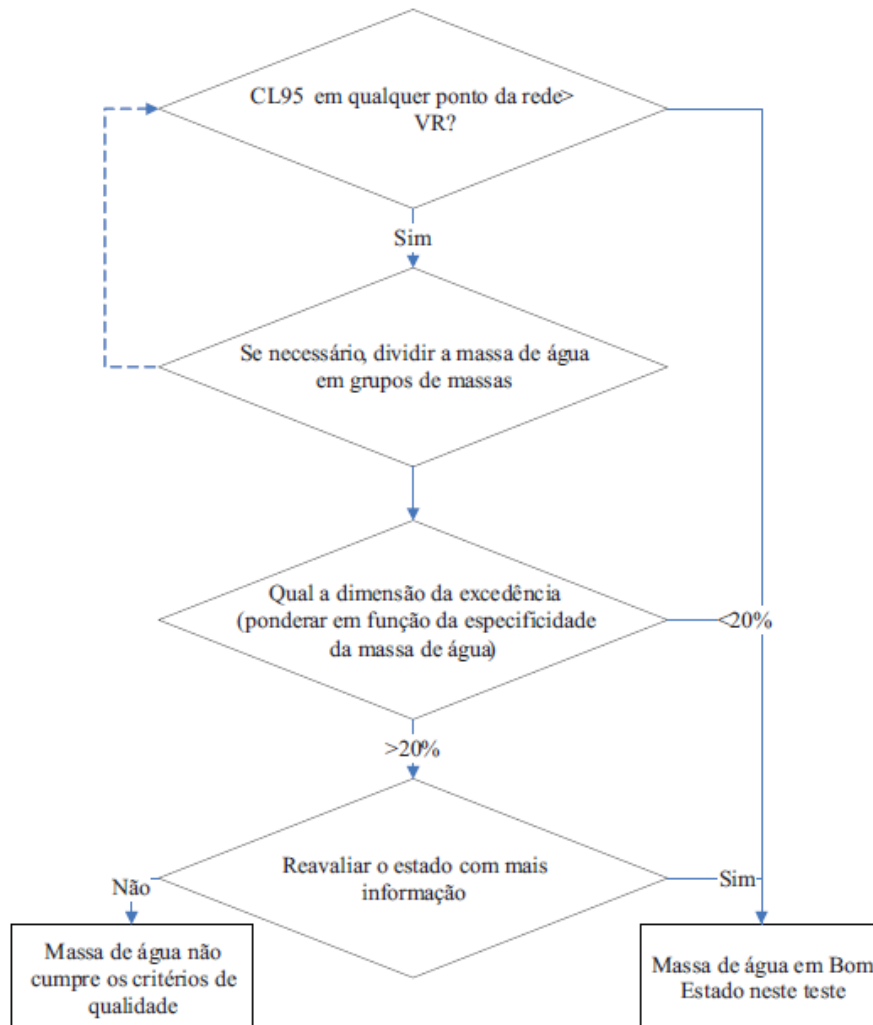 CL95 em qualquer ponto da rede>
VR?
Sim
Se necessário, dividir a massa de água
em grupos de massas
Qual a dimensão da excedência
(ponderar em função da especificidade
da massa de água)
<20%
>20%
Reavaliar o estado com mais
informação
Não
Sim
Massa de água não
cumpre os critérios de
qualidade
Massa de água em Bom
Estado neste teste